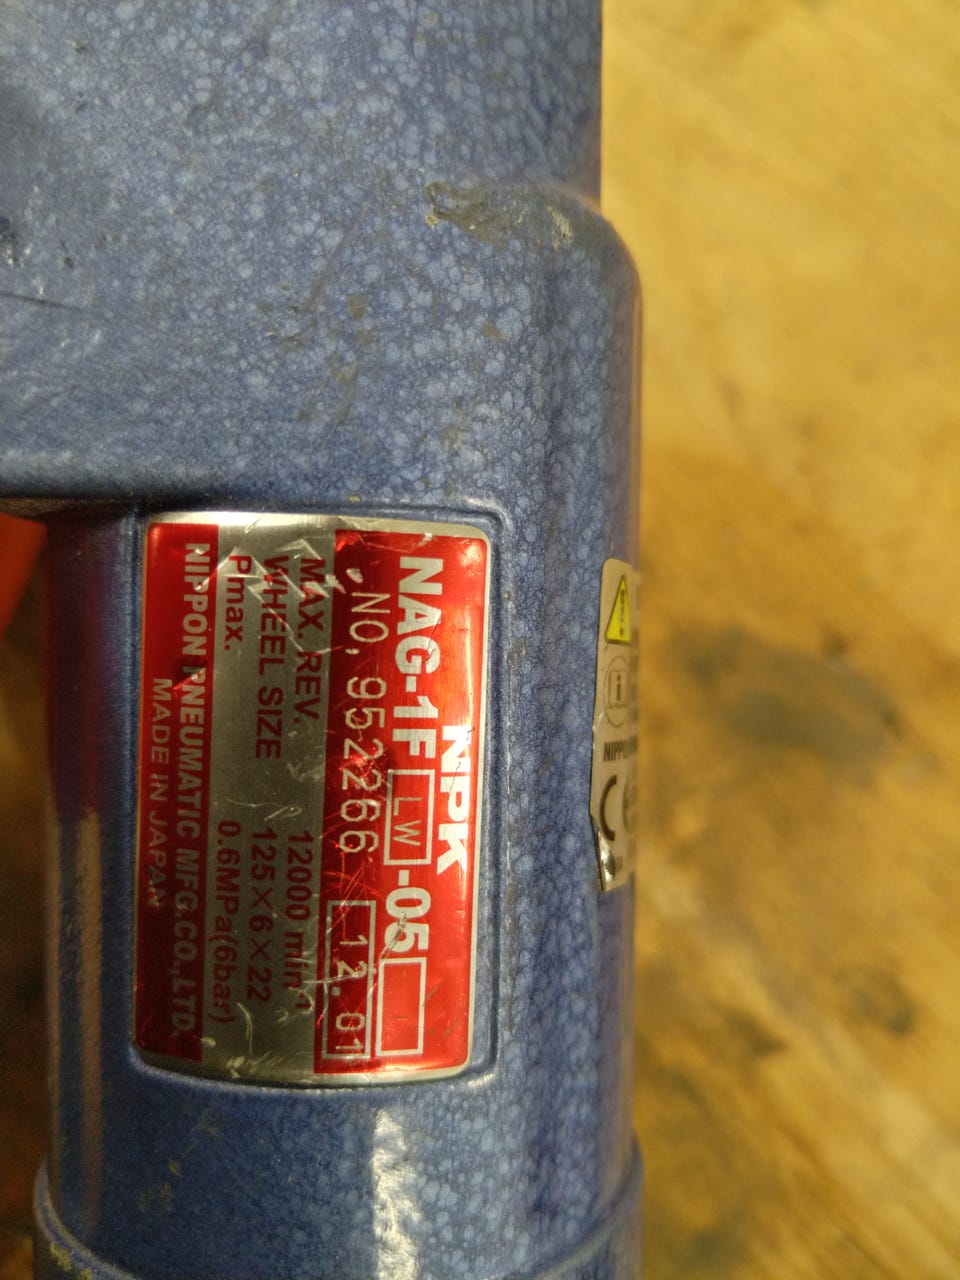 NPK
NAG-1F LW -05
NO, 952266 12.01
MAX. REV. 12000 min-1
WHEEL SIZE 125×6×22
Pmax. 0.6MPa(6bar)
NIPPON PNEUMATIC MFG.CO.,LTD.
MADE IN JAPAN
i
CE